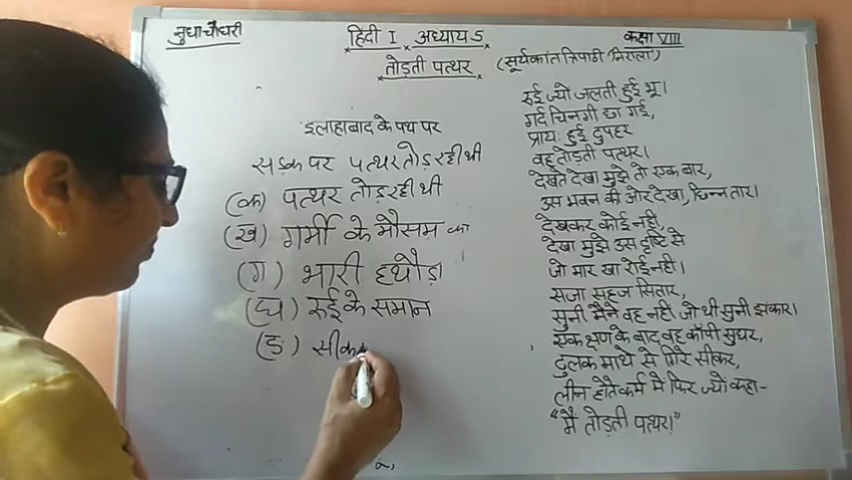 सुधा चौधरी
हिंदी I अध्याय 5
कक्षा VIII
तोड़ती पत्थर (सूर्यकांत त्रिपाठी निराला)
इलाहाबाद के पथ पर
सड़क पर पत्थर तोड़ रही थी
(क) पत्थर तोड़ रही थी
(ख) गर्मी के मौसम का
(ग) भारी हथौड़ा
(घ) रुई के समान
(ङ) सीक
रुई ज्यो जलती हुई भू।
गर्द चिनगी छा गई,
प्रायः हुई दुपहर
वह तोड़ती पत्थर।
देखते देखा मुझे तो एक बार,
उस भवन की ओर देखा, छिन्नतार।
देखकर कोई नही,
देखा मुझे उस दृष्टि से
जो मार खा रोई नही।
सजा सहज सितार,
सुनी मैने वह नही जो थी सुनी झंकार।
एक क्षण के बाद वह काँपी सुघर,
ढुलक माथे से गिरे सीकर,
लीन होते कर्म मे फिर ज्यो कहा-
"मै तोड़ती पत्थर।"